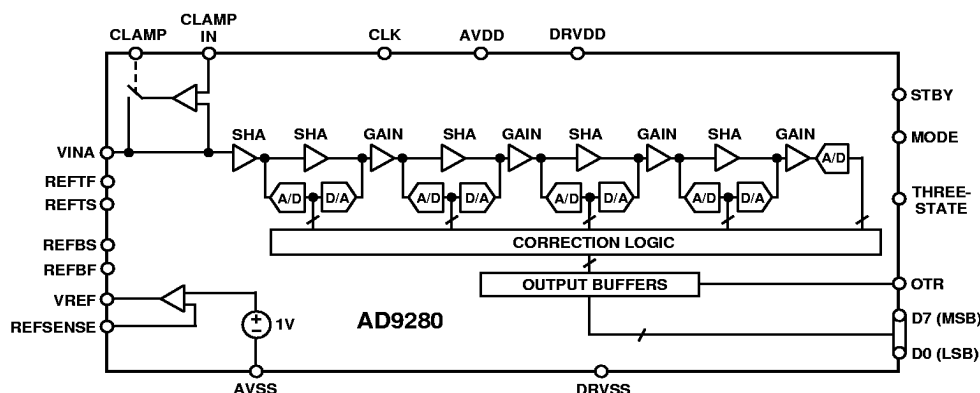 CLAMP
CLAMP
IN
CLK
AVDD
DRVDD
STBY
MODE
SHA
SHA
GAIN
SHA
GAIN
SHA
GAIN
SHA
GAIN
VINA
A/D
REFTF
REFTS
A/D
D/A
A/D
D/A
A/D
D/A
A/D
D/A
THREE-
STATE
REFBS
CORRECTION LOGIC
REFBF
OUTPUT BUFFERS
OTR
VREF
REFSENSE
1V
AD9280
D7 (MSB)
D0 (LSB)
AVSS
DRVSS